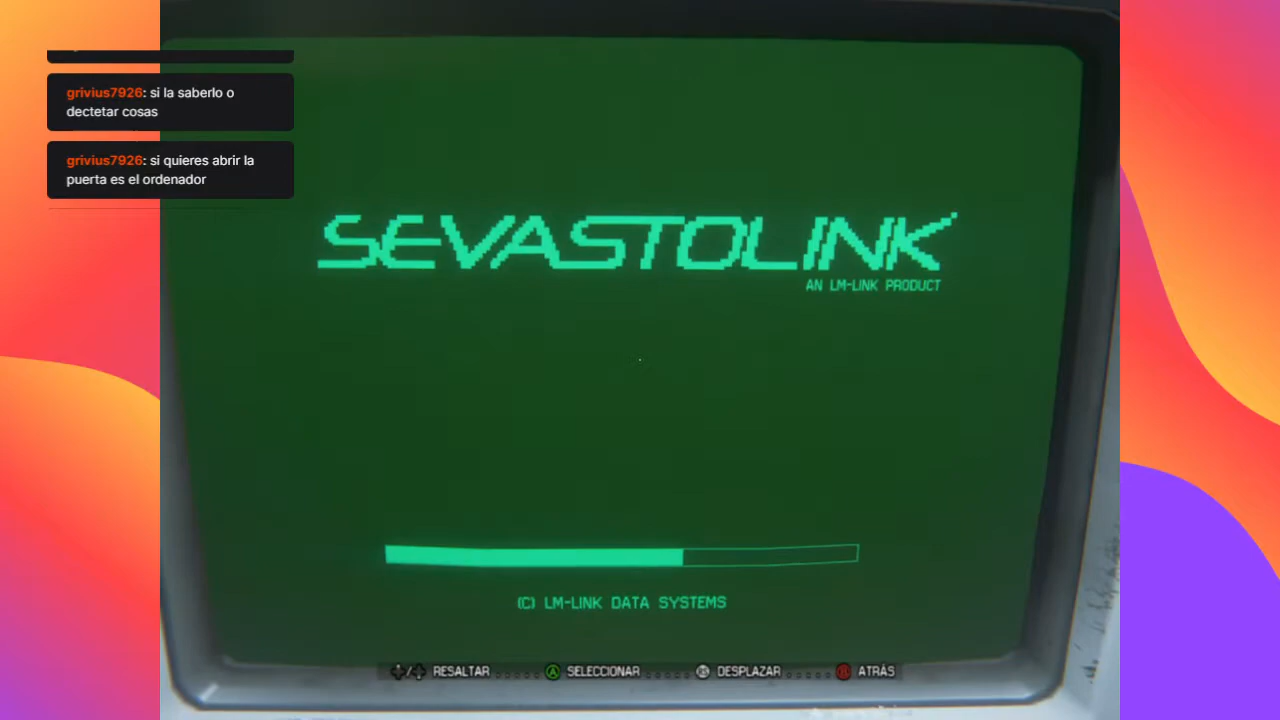 grivius7926: si la saberlo o
dectetar cosas
grivius7926: si quieres abrir la
puerta es el ordenador
SEVASTOLINK
AN LM-LINK PRODUCT
(C) LM-LINK DATA SYSTEMS
RESALTAR
A SELECCIONAR
RS DESPLAZAR
B ATRÁS